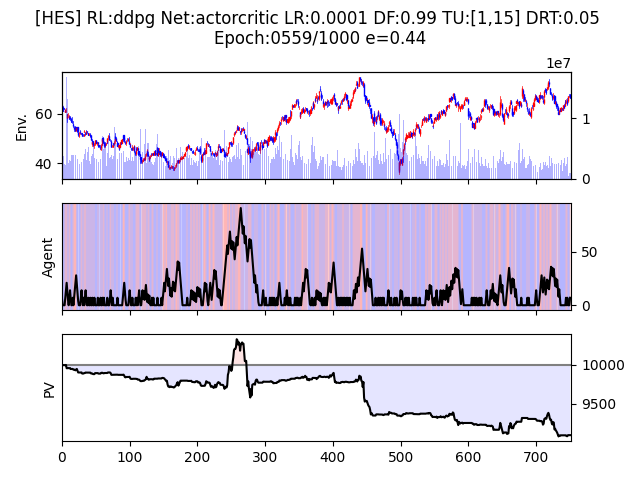 [HES] RL:ddpg Net:actorcritic LR:0.0001 DF:0.99 TU:[1,15] DRT:0.05
Epoch:0559/1000 e=0.44
1e7
Env.
60
40
1
0
Agent
50
0
PV
10000
9500
0 100 200 300 400 500 600 700